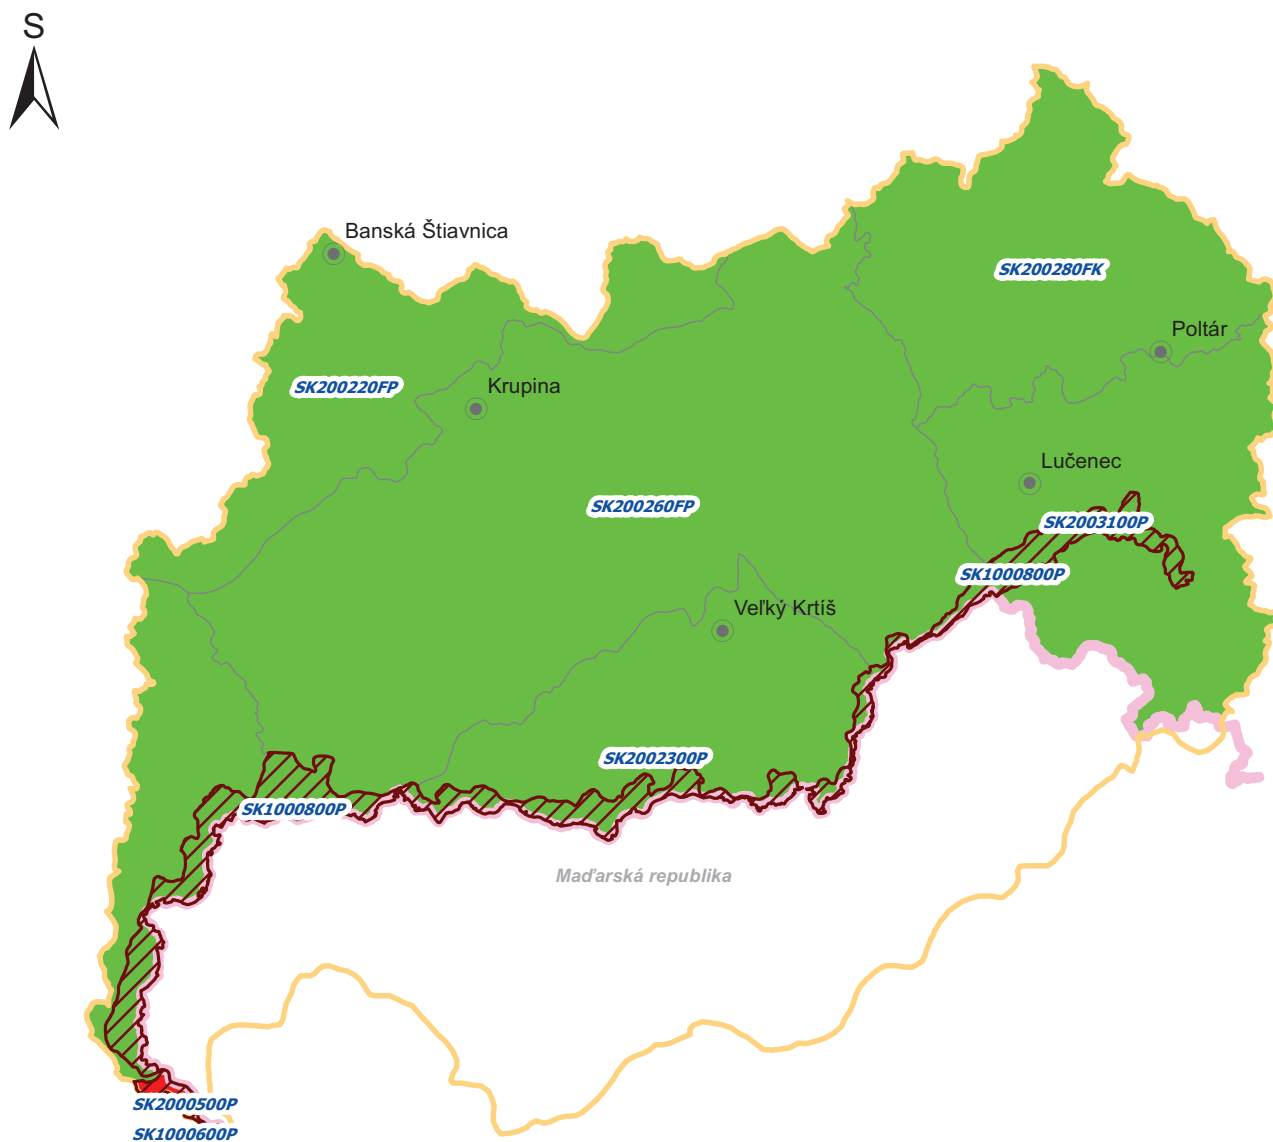 S
Banská Štiavnica
SK200280FK
Poltár
SK200220FP
Krupina
Lučenec
SK200260FP
SK2003100P
SK1000800P
Veľký Krtíš
SK2002300P
SK1000800P
Maďarská republika
SK2000500P
SK1000600P